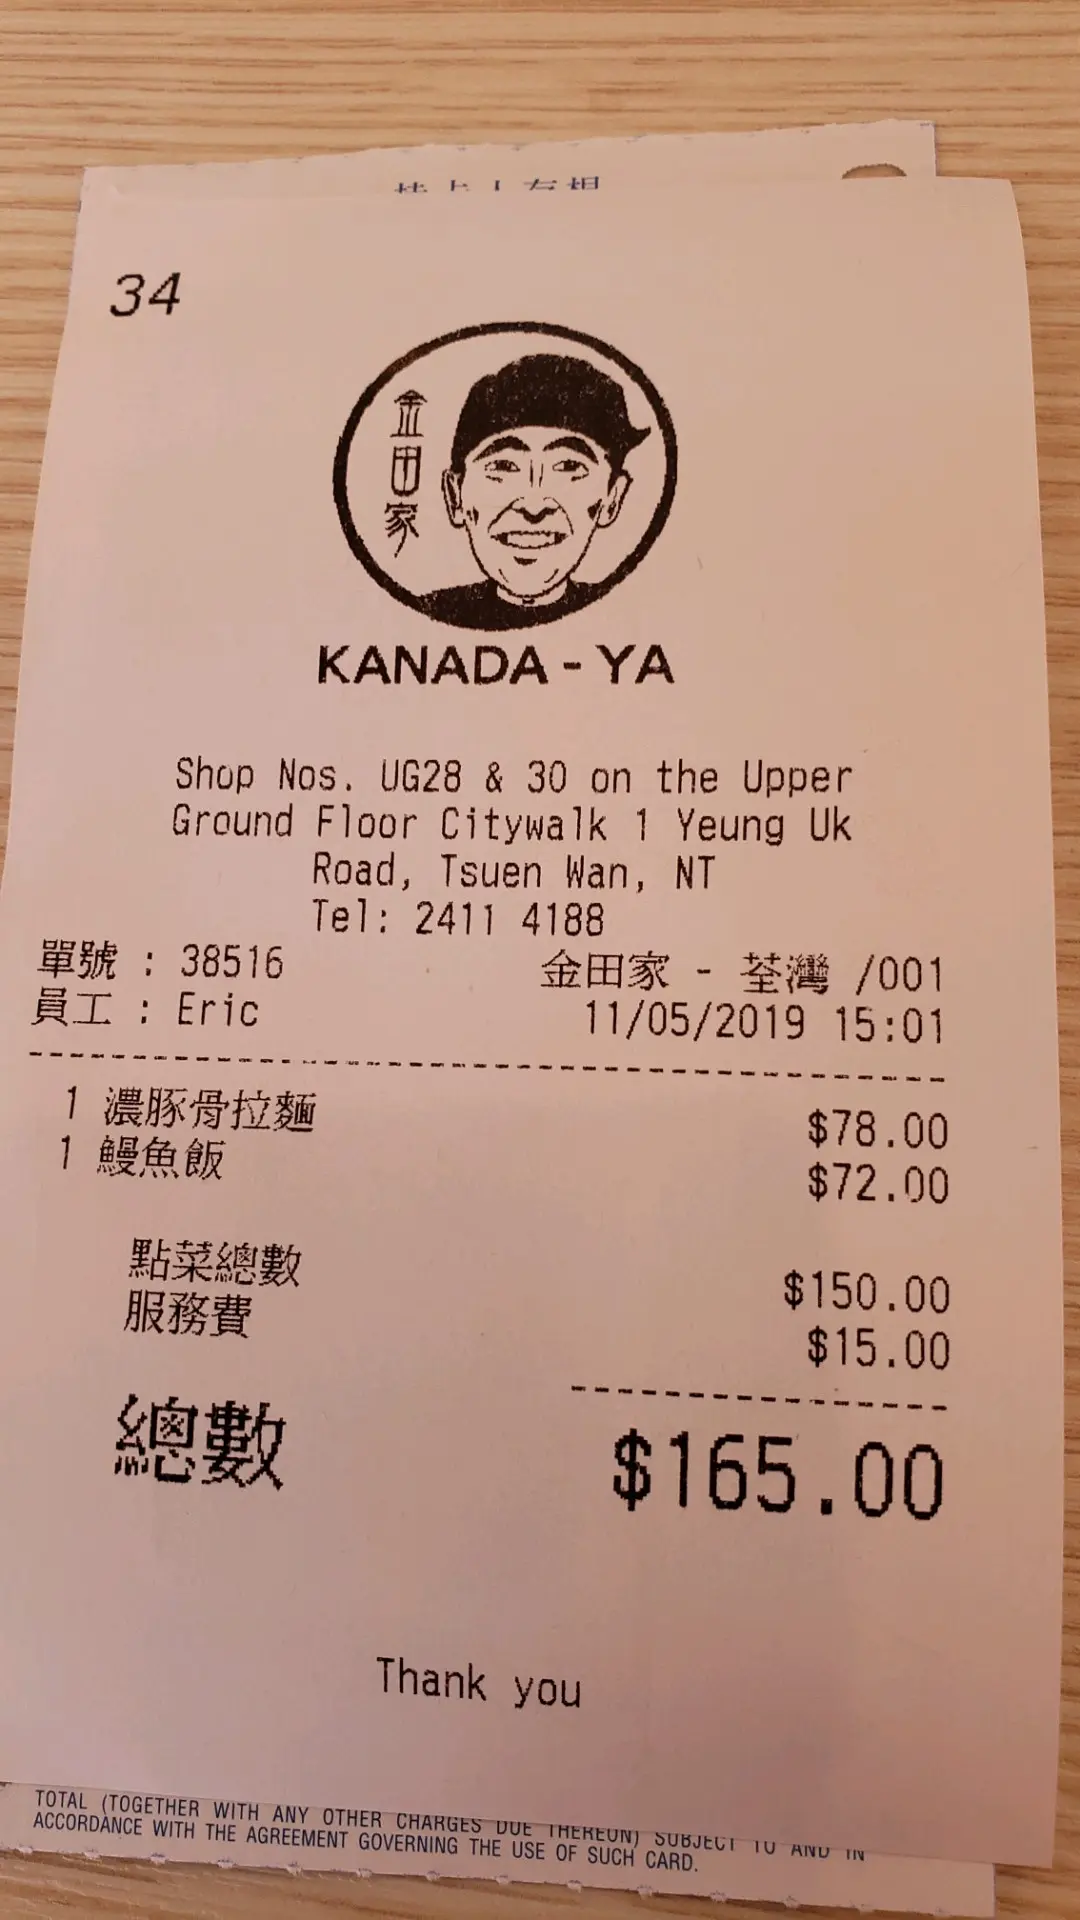 34
金田家
KANADA-YA
Shop Nos. UG28 & 30 on the Upper
Ground Floor Citywalk 1 Yeung Uk
Road, Tsuen Wan, NT
Tel: 2411 4188
單號 : 38516
金田家 - 荃灣 /001
員工 : Eric
11/05/2019 15:01
1 濃豚骨拉麵 $78.00
1 鰻魚飯 $72.00
點菜總數 $150.00
服務費 $15.00
總數 $165.00
Thank you
TOTAL (TOGETHER WITH ANY OTHER CHARGES DUE THEREON) SUBJECT TO AND IN
ACCORDANCE WITH THE AGREEMENT GOVERNING THE USE OF SUCH CARD.